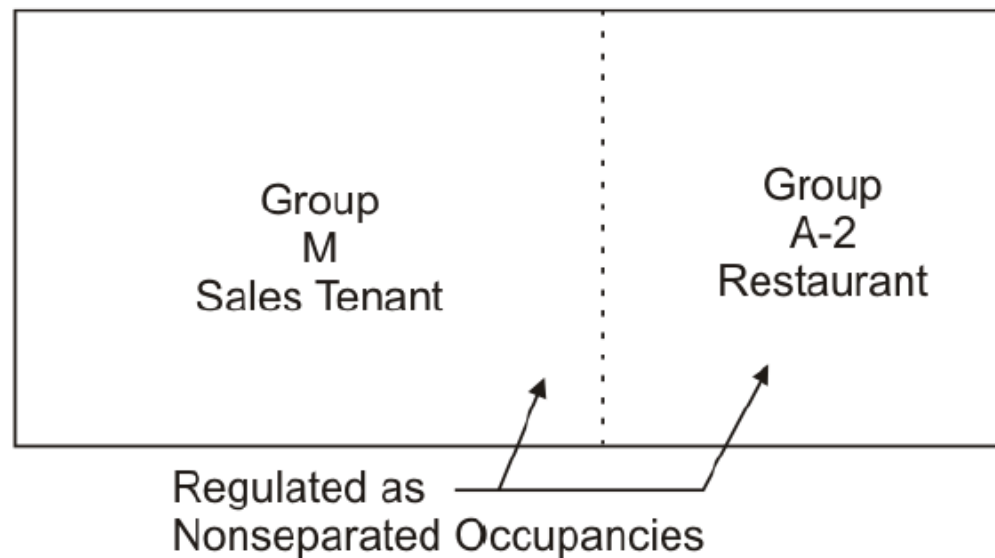 Group
M
Sales Tenant
Group
A-2
Restaurant
Regulated as
Nonseparated Occupancies